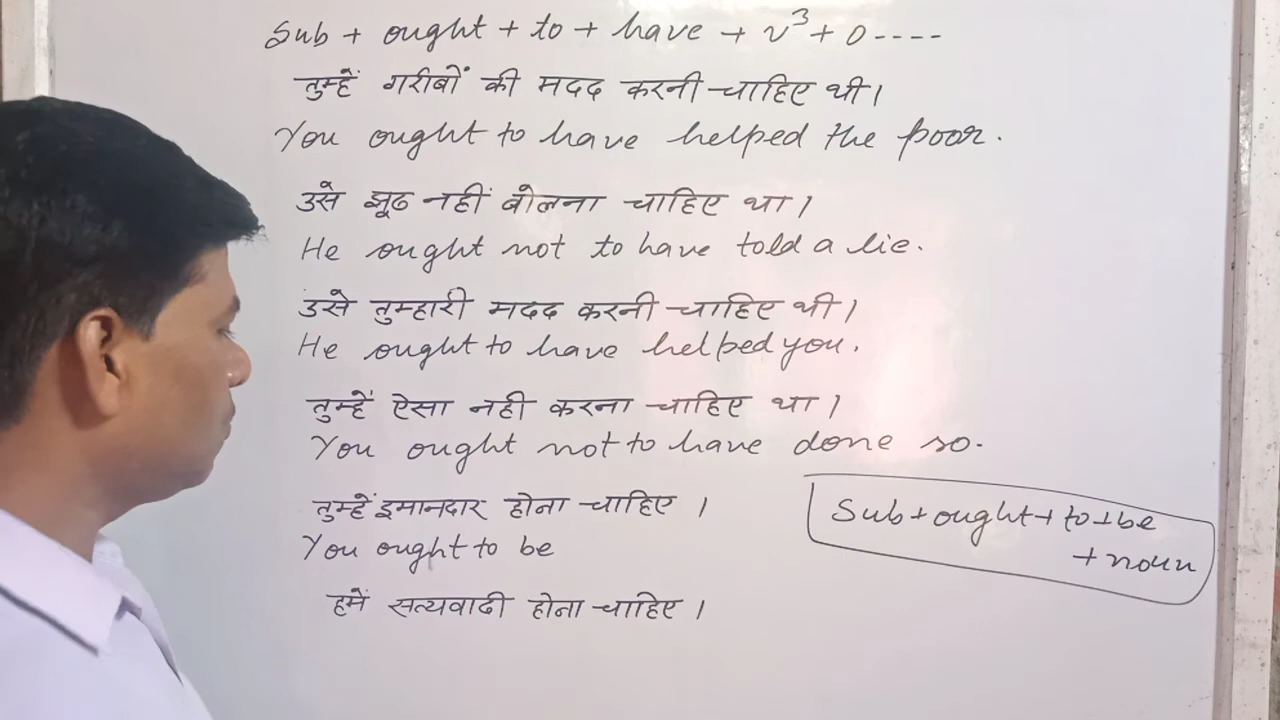 Sub + ought + to + have + v³ + o ----
तुम्हें गरीबों की मदद करनी चाहिए थी।
You ought to have helped the poor.
उसे झूढ नहीं बोलना चाहिए था।
He ought not to have told a lie.
उसे तुम्हारी मदद करनी चाहिए थी।
He ought to have helped you.
तुम्हें ऐसा नही करना चाहिए था।
You ought not to have done so.
तुम्हें इमानदार होना चाहिए ।
You ought to be
हमें सत्यवादी होना चाहिए ।
Sub + ought + to + be
+ noun